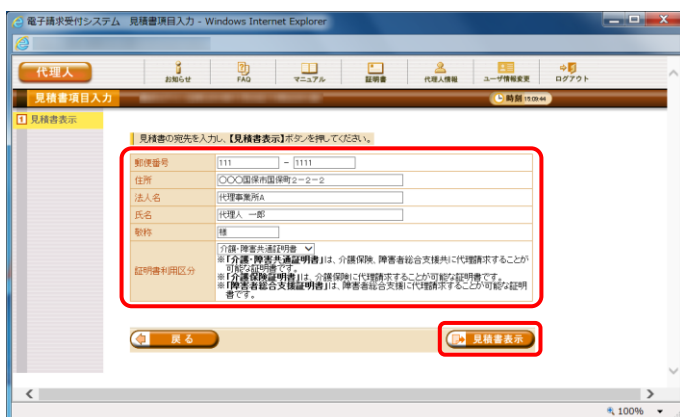 電子請求受付システム 見積書項目入力 - Windows Internet Explorer
代理人
お知らせ FAQ マニュアル 証明書 代理人情報 ユーザ情報変更 ログアウト
見積書項目入力
時刻 15:09:44
1 見積書表示
見積書の宛先を入力し、【見積書表示】ボタンを押してください。
郵便番号 111 - 1111
住所 〇〇〇国保市国保町2-2-2
法人名 代理事業所A
氏名 代理人 一郎
敬称 様
証明書利用区分 介護・障害共通証明書
※「介護・障害共通証明書」は、介護保険、障害者総合支援共に代理請求することが
可能な証明書です。
※「介護保険証明書」は、介護保険に代理請求することが可能な証明書です。
※「障害者総合支援証明書」は、障害者総合支援に代理請求することが可能な証明
書です。
戻る 見積書表示
100%